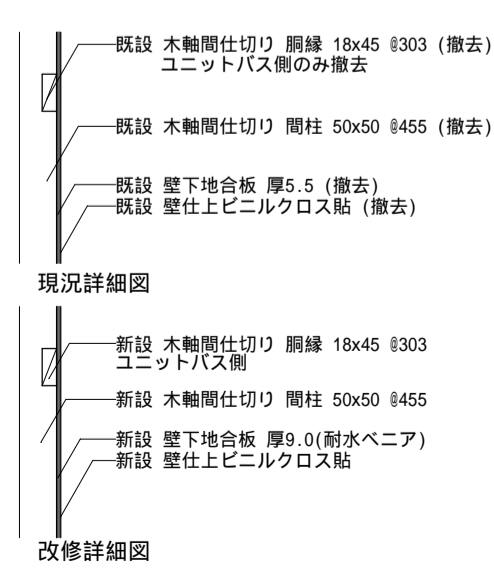 既設 木軸間仕切り 胴縁 18x45 @303 (撤去)
ユニットバス側のみ撤去
既設 木軸間仕切り 間柱 50x50 @455 (撤去)
既設 壁下地合板 厚5.5 (撤去)
既設 壁仕上ビニルクロス貼 (撤去)
現況詳細図
新設 木軸間仕切り 胴縁 18x45 @303
ユニットバス側
新設 木軸間仕切り 間柱 50x50 @455
新設 壁下地合板 厚9.0(耐水ベニア)
新設 壁仕上ビニルクロス貼
改修詳細図